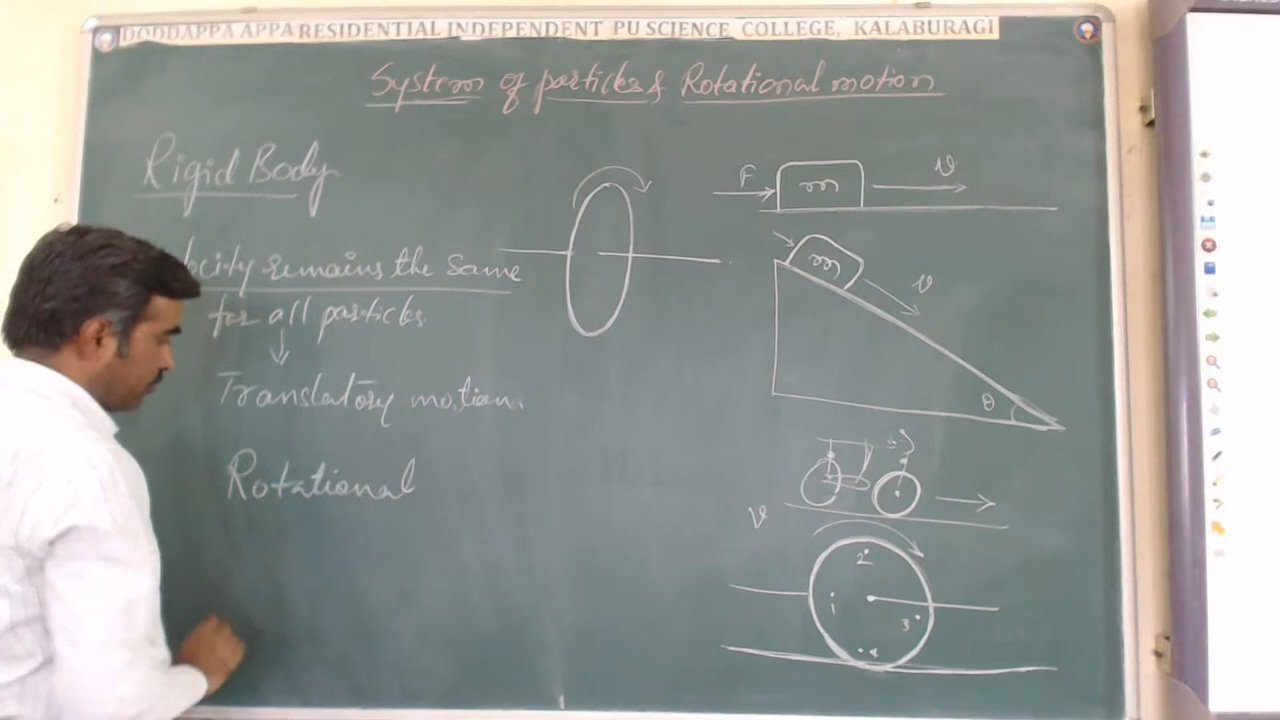 DODDAPPA APPA RESIDENTIAL INDEPENDENT PU SCIENCE COLLEGE, KALABURAGI
System of particles & Rotational motion
Rigid Body
ocity remains the same
for all particles
Translatory motion
Rotational
F
m
v
m
v
θ
v
2
1
3
4